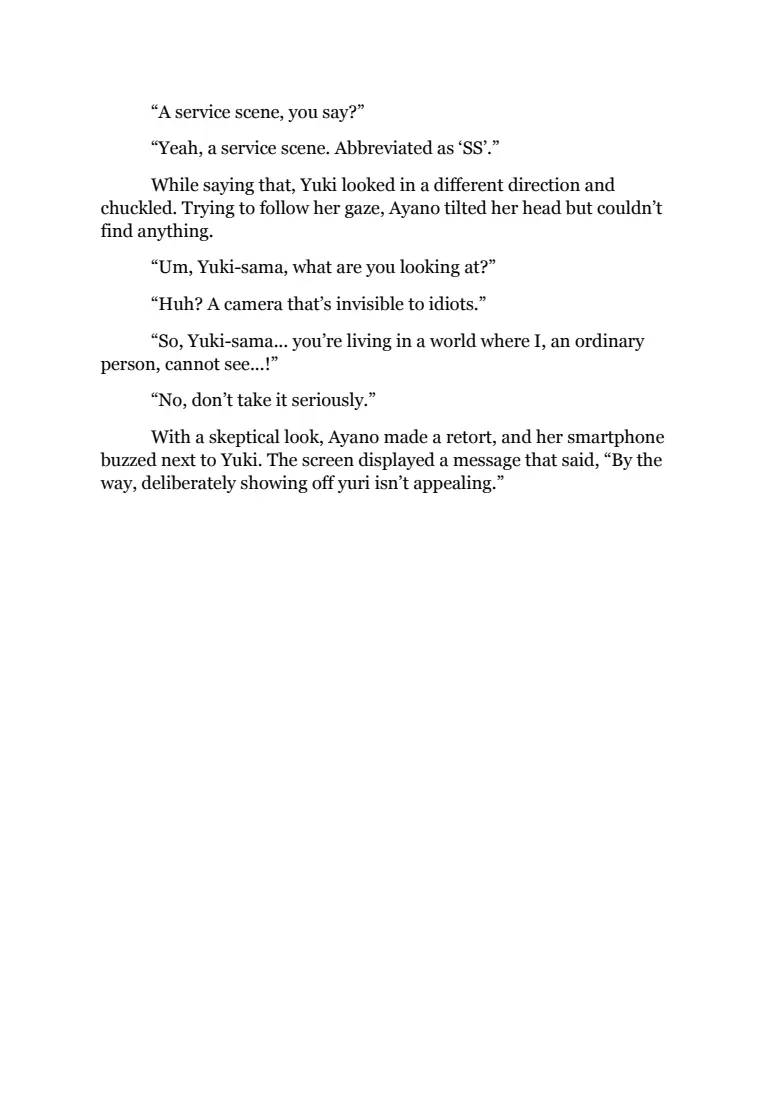 “A service scene, you say?”
“Yeah, a service scene. Abbreviated as ‘SS’.”
While saying that, Yuki looked in a different direction and
chuckled. Trying to follow her gaze, Ayano tilted her head but couldn’t
find anything.
“Um, Yuki-sama, what are you looking at?”
“Huh? A camera that’s invisible to idiots.”
“So, Yuki-sama... you’re living in a world where I, an ordinary
person, cannot see...!”
“No, don’t take it seriously.”
With a skeptical look, Ayano made a retort, and her smartphone
buzzed next to Yuki. The screen displayed a message that said, “By the
way, deliberately showing off yuri isn’t appealing.”